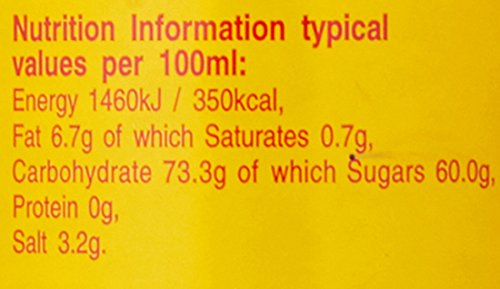 Nutrition Information typical
values per 100ml:
Energy 1460kJ / 350kcal,
Fat 6.7g of which Saturates 0.7g,
Carbohydrate 73.3g of which Sugars 60.0g,
Protein 0g,
Salt 3.2g.